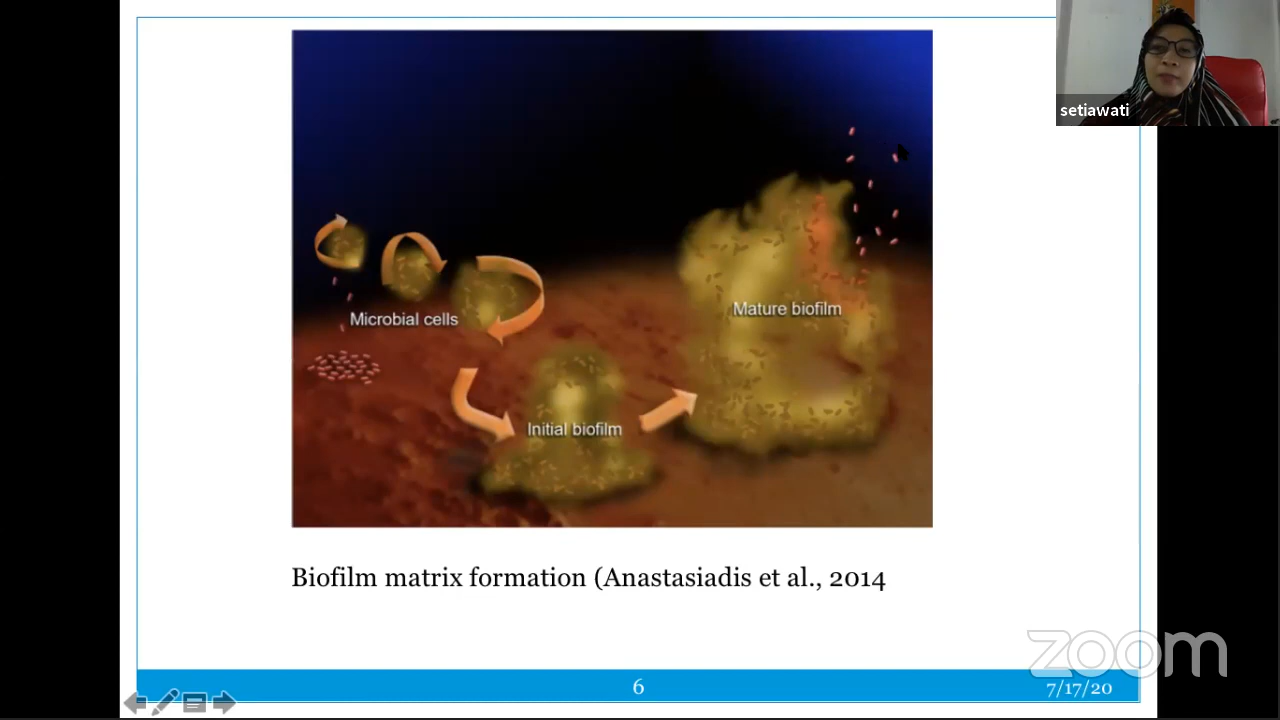 setiawati
Microbial cells
Mature biofilm
Initial biofilm
Biofilm matrix formation (Anastasiadis et al., 2014
zoom
6
7/17/20